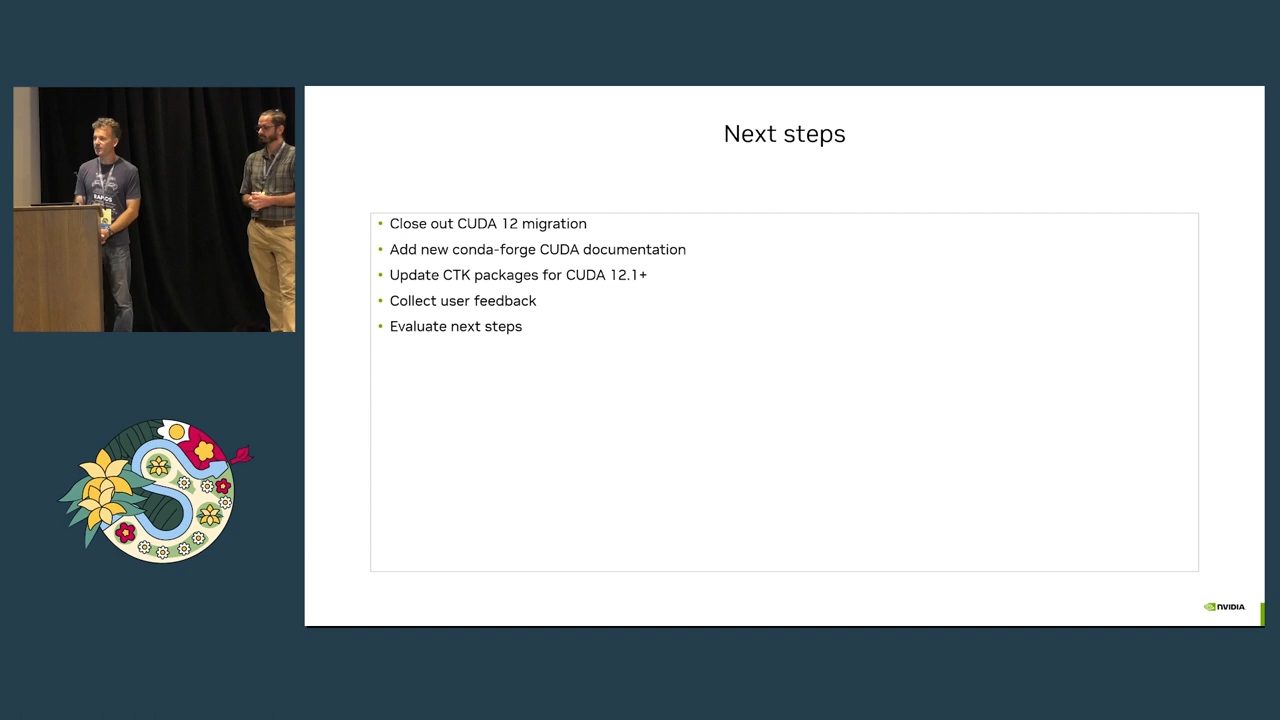 Next steps
• Close out CUDA 12 migration
• Add new conda-forge CUDA documentation
• Update CTK packages for CUDA 12.1+
• Collect user feedback
• Evaluate next steps
NVIDIA
RAPIDS